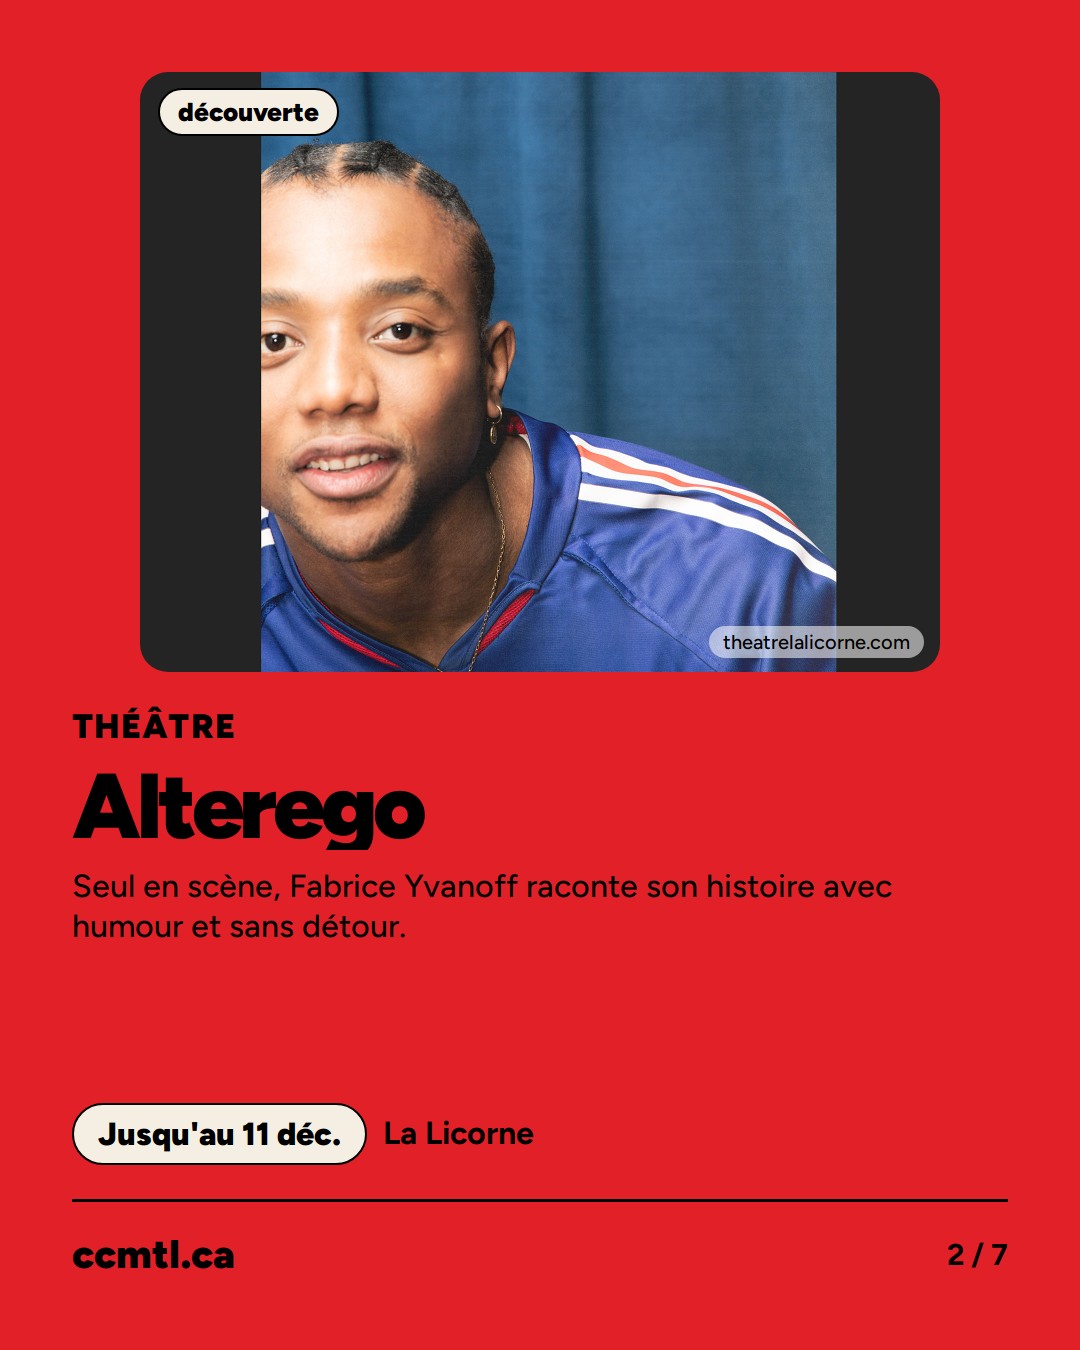 découverte
theatrelalicorne.com
THÉÂTRE
Alterego
Seul en scène, Fabrice Yvanoff raconte son histoire avec
humour et sans détour.
Jusqu'au 11 déc. La Licorne
ccmtl.ca
2 / 7